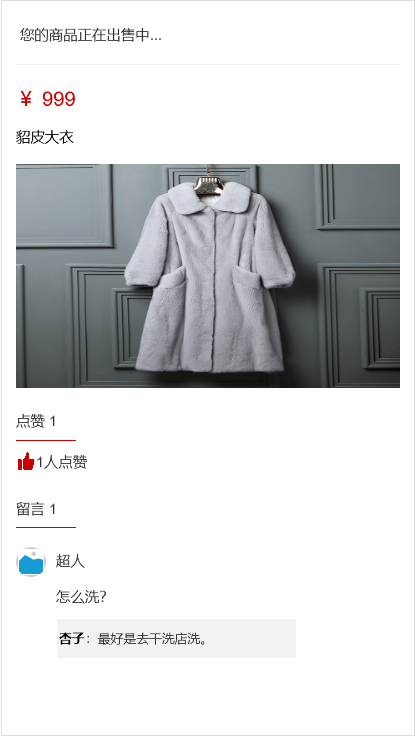 您的商品正在出售中...
¥ 999
貂皮大衣
点赞 1
1人点赞
留言 1
超人
怎么洗?
杏子：最好是去干洗店洗。